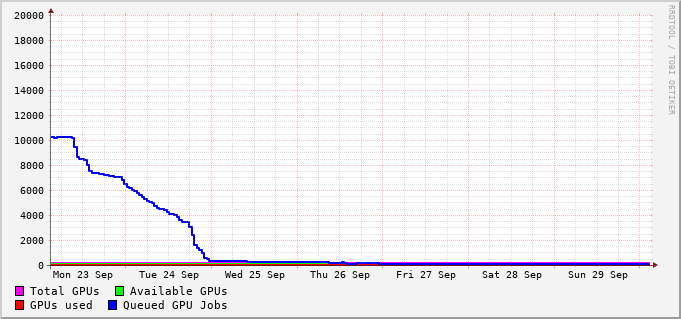 20000
18000
16000
14000
12000
10000
8000
6000
4000
2000
0
Mon 23 Sep Tue 24 Sep Wed 25 Sep Thu 26 Sep Fri 27 Sep Sat 28 Sep Sun 29 Sep
Total GPUs Available GPUs
GPUs used Queued GPU Jobs
RRDTOOL / TOBI OETIKER